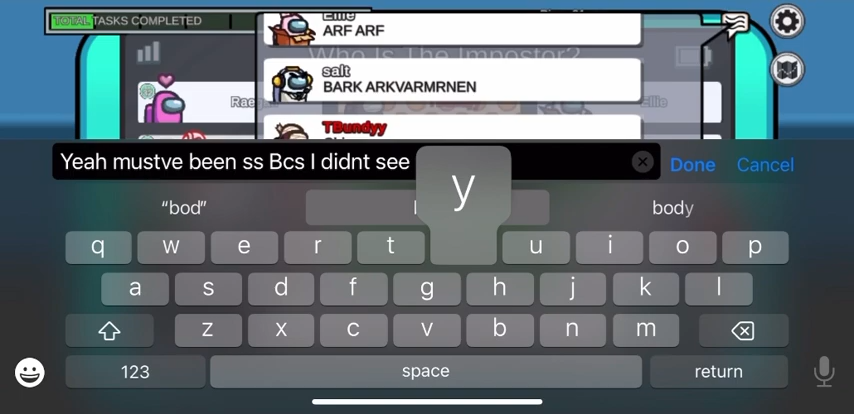 TOTAL TASKS COMPLETED
Ellie
ARF ARF
Who Is The Impostor?
salt
BARK ARKVARMRNEN
Rae
Ellie
TBundyy
Yeah mustve been ss Bcs I didnt see
Done
Cancel
“bod”
body
y
q w e r t u i o p
a s d f g h j k l
z x c v b n m
123
space
return